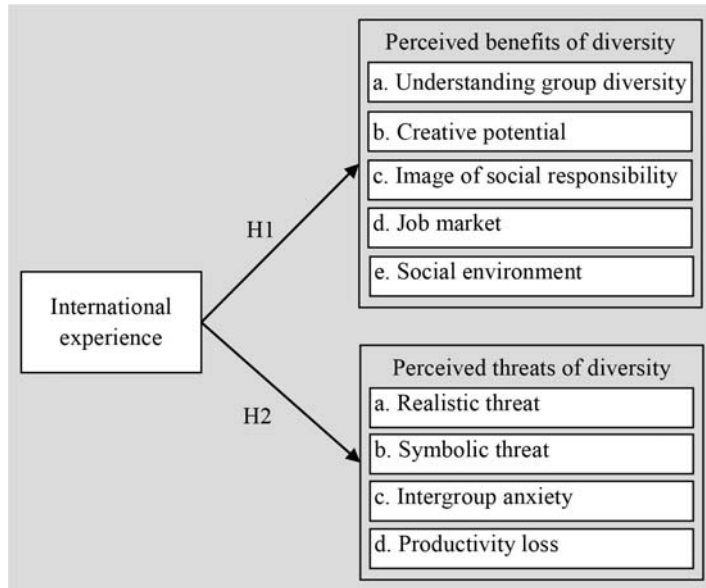 Perceived benefits of diversity
a. Understanding group diversity
b. Creative potential
c. Image of social responsibility
d. Job market
e. Social environment
H1
International
experience
H2
Perceived threats of diversity
a. Realistic threat
b. Symbolic threat
c. Intergroup anxiety
d. Productivity loss